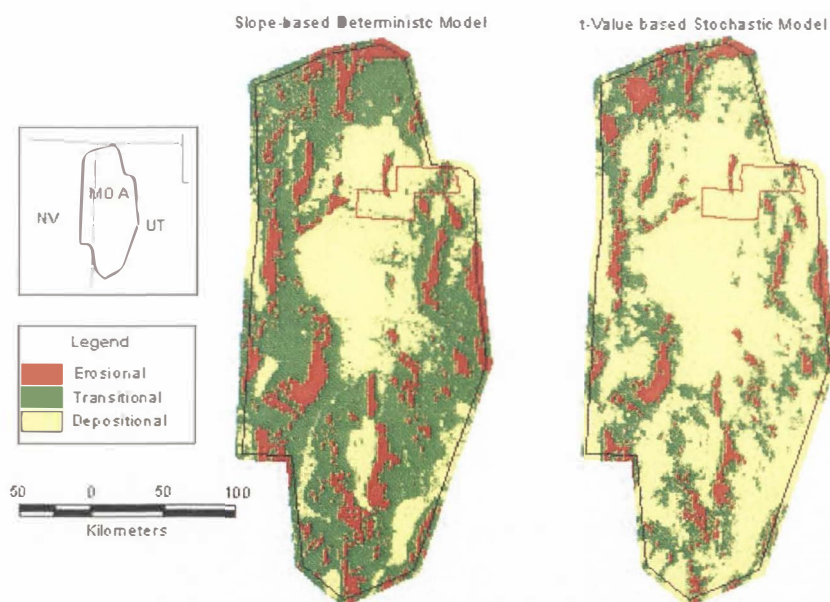 Slope-based Deterministc Model
t-Value based Stochastic Model
MOA
NV
UT
Legend
Erosional
Transitional
Depositional
50 0 50 100
Kilometers